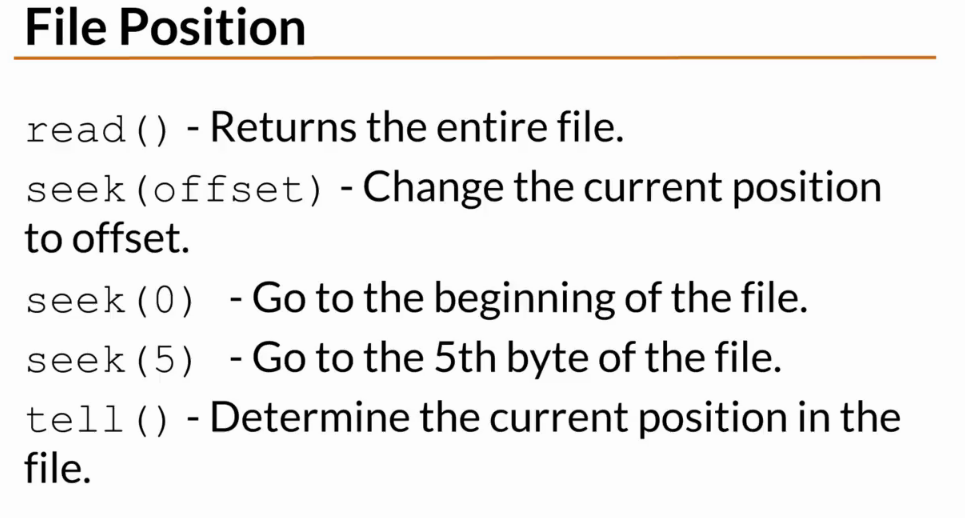 File Position
read() - Returns the entire file.
seek(offset) - Change the current position
to offset.
seek(0) - Go to the beginning of the file.
seek(5) - Go to the 5th byte of the file.
tell() - Determine the current position in the
file.